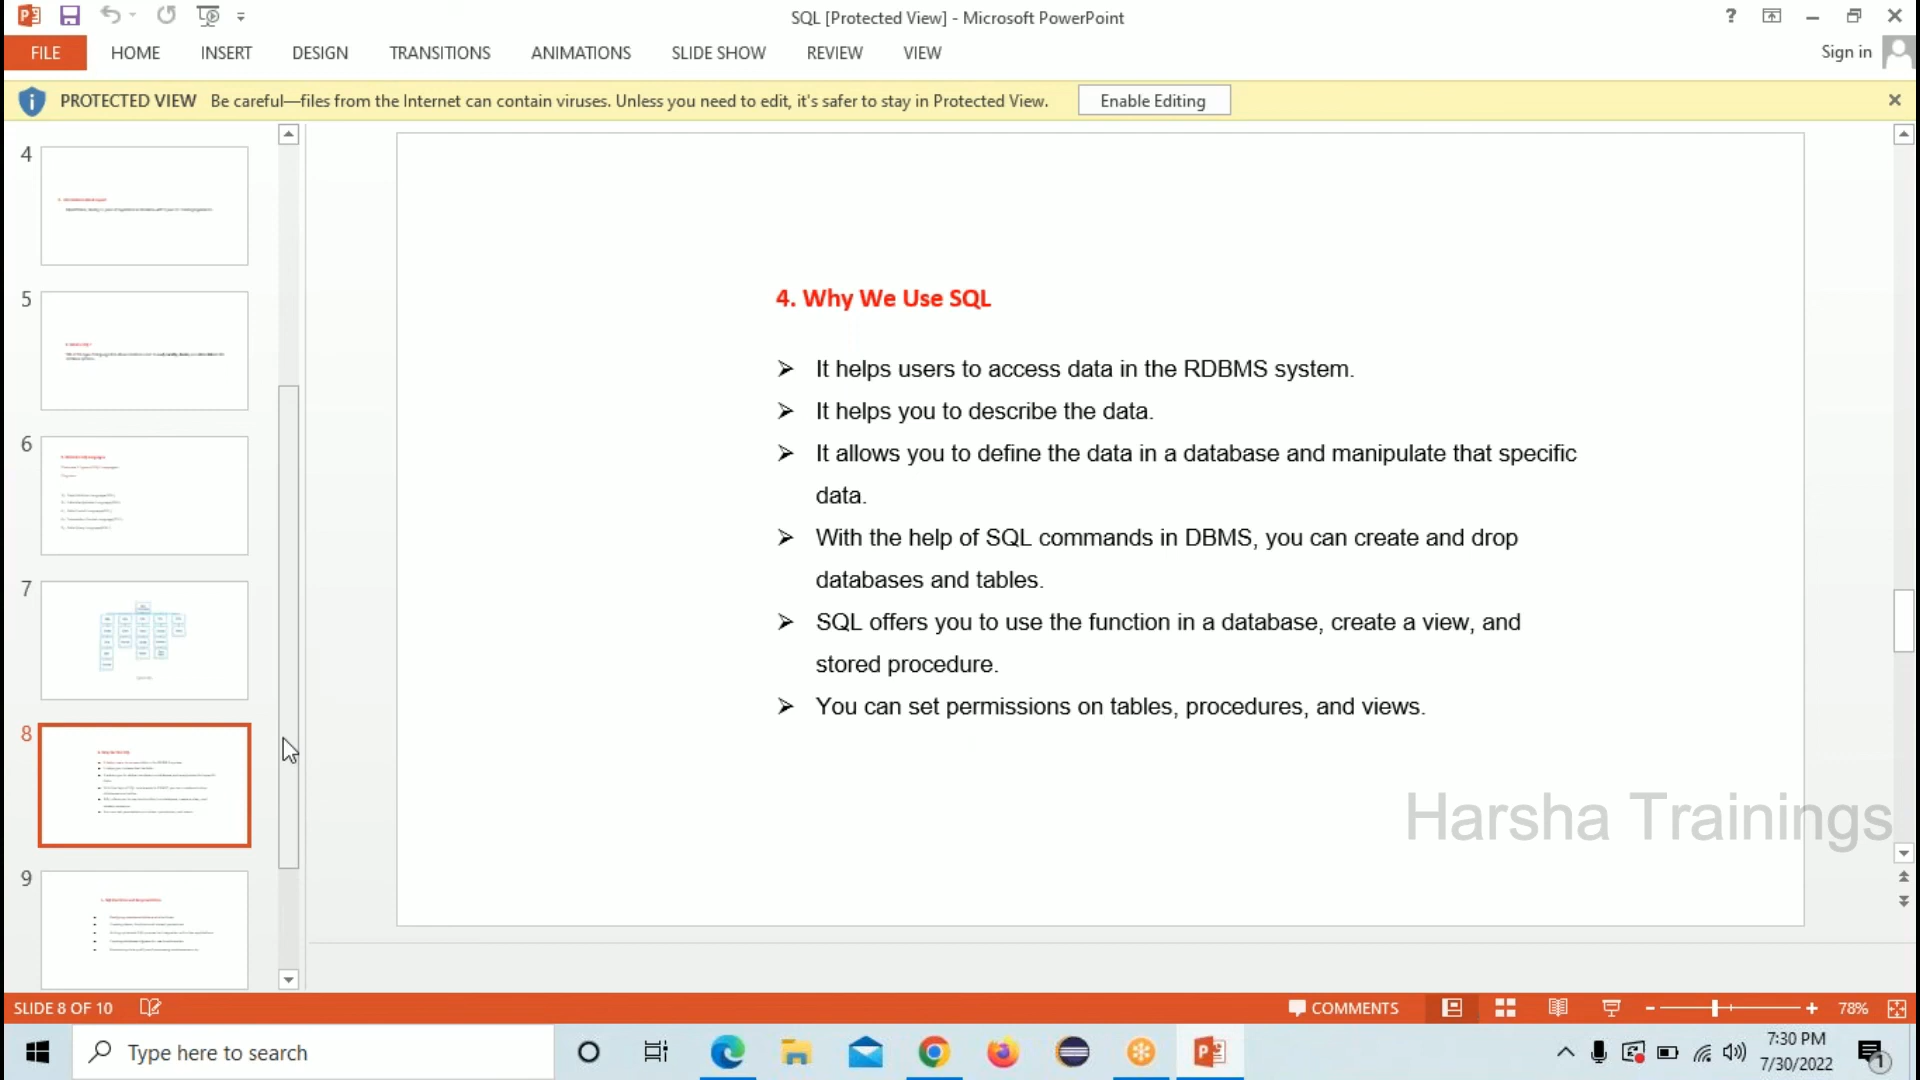 SQL [Protected View] - Microsoft PowerPoint
?
FILE HOME INSERT DESIGN TRANSITIONS ANIMATIONS SLIDE SHOW REVIEW VIEW
Sign in
PROTECTED VIEW Be careful—files from the Internet can contain viruses. Unless you need to edit, it's safer to stay in Protected View. Enable Editing
4
5
6
7
8
9
4. Why We Use SQL
It helps users to access data in the RDBMS system.
It helps you to describe the data.
It allows you to define the data in a database and manipulate that specific
data.
With the help of SQL commands in DBMS, you can create and drop
databases and tables.
SQL offers you to use the function in a database, create a view, and
stored procedure.
You can set permissions on tables, procedures, and views.
Harsha Trainings
SLIDE 8 OF 10
COMMENTS
78%
Type here to search
7:30 PM
7/30/2022
1